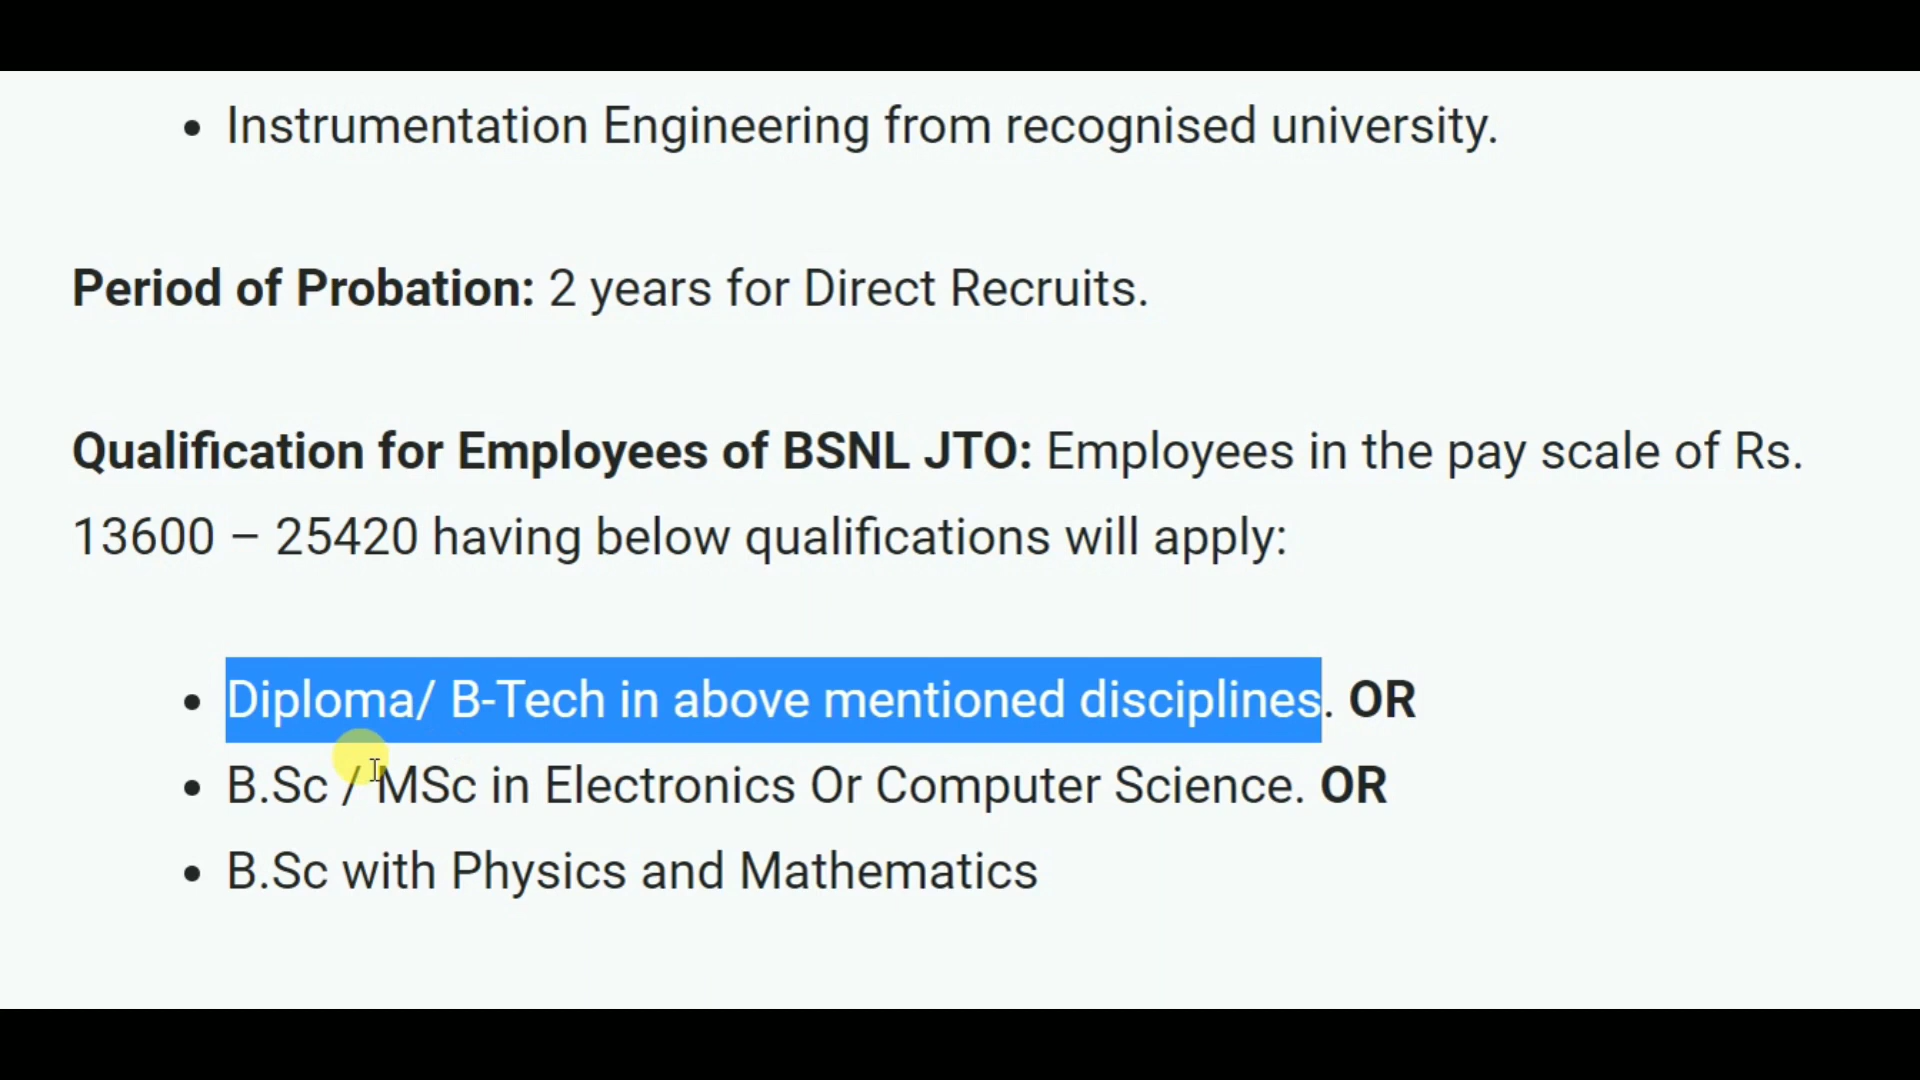 Instrumentation Engineering from recognised university.
Period of Probation: 2 years for Direct Recruits.
Qualification for Employees of BSNL JTO: Employees in the pay scale of Rs.
13600 – 25420 having below qualifications will apply:
Diploma/ B-Tech in above mentioned disciplines. OR
B.Sc / MSc in Electronics Or Computer Science. OR
B.Sc with Physics and Mathematics